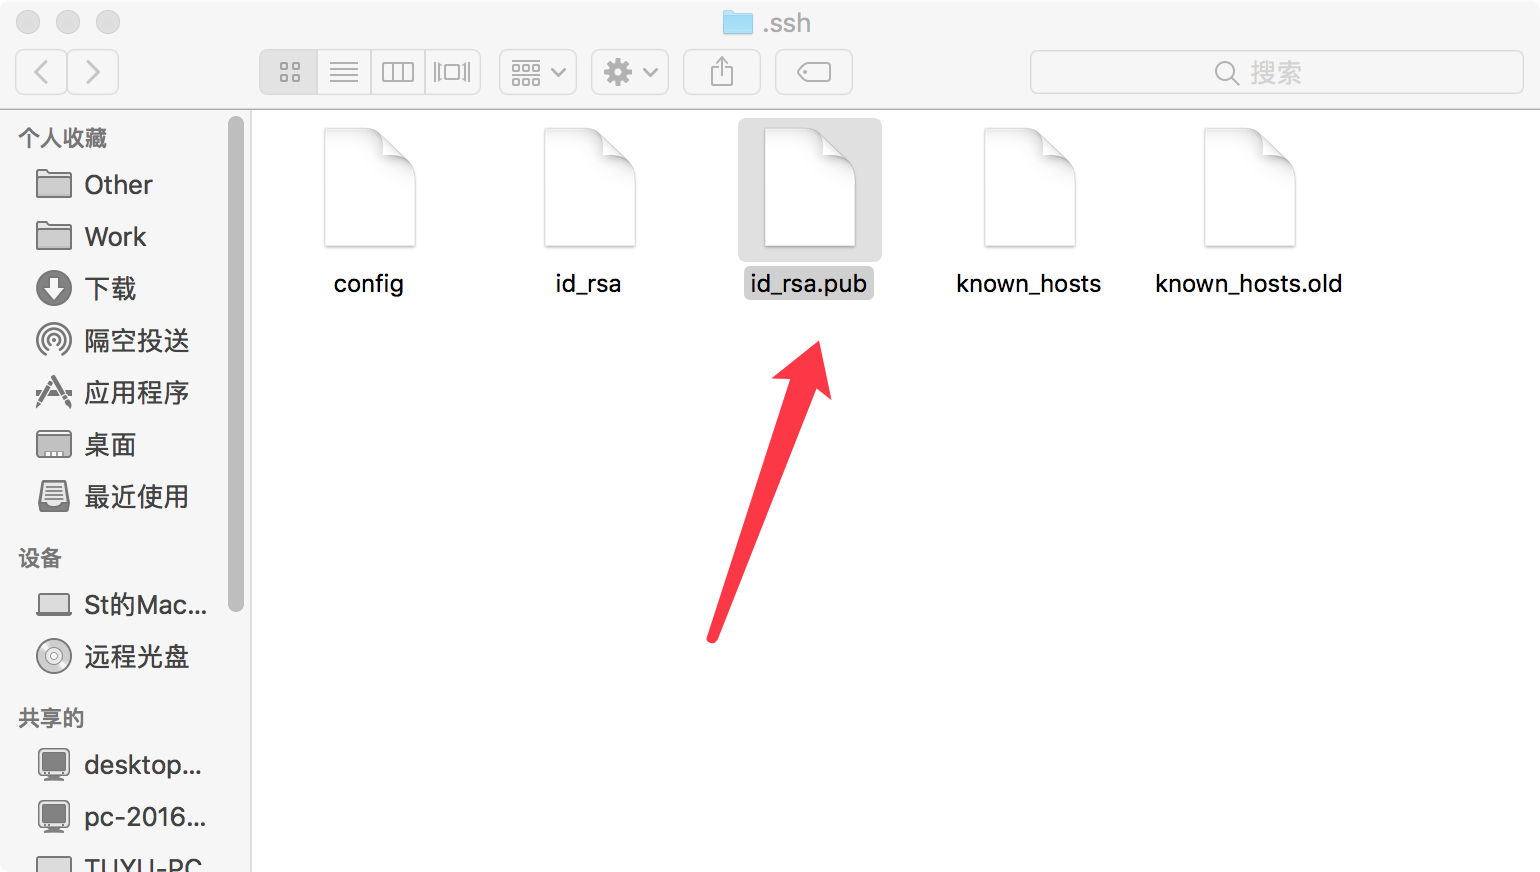 .ssh
搜索
个人收藏
Other
Work
下载
隔空投送
应用程序
桌面
最近使用
设备
St的Mac...
远程光盘
共享的
desktop...
pc-2016...
TUYU-PC
config
id_rsa
id_rsa.pub
known_hosts
known_hosts.old